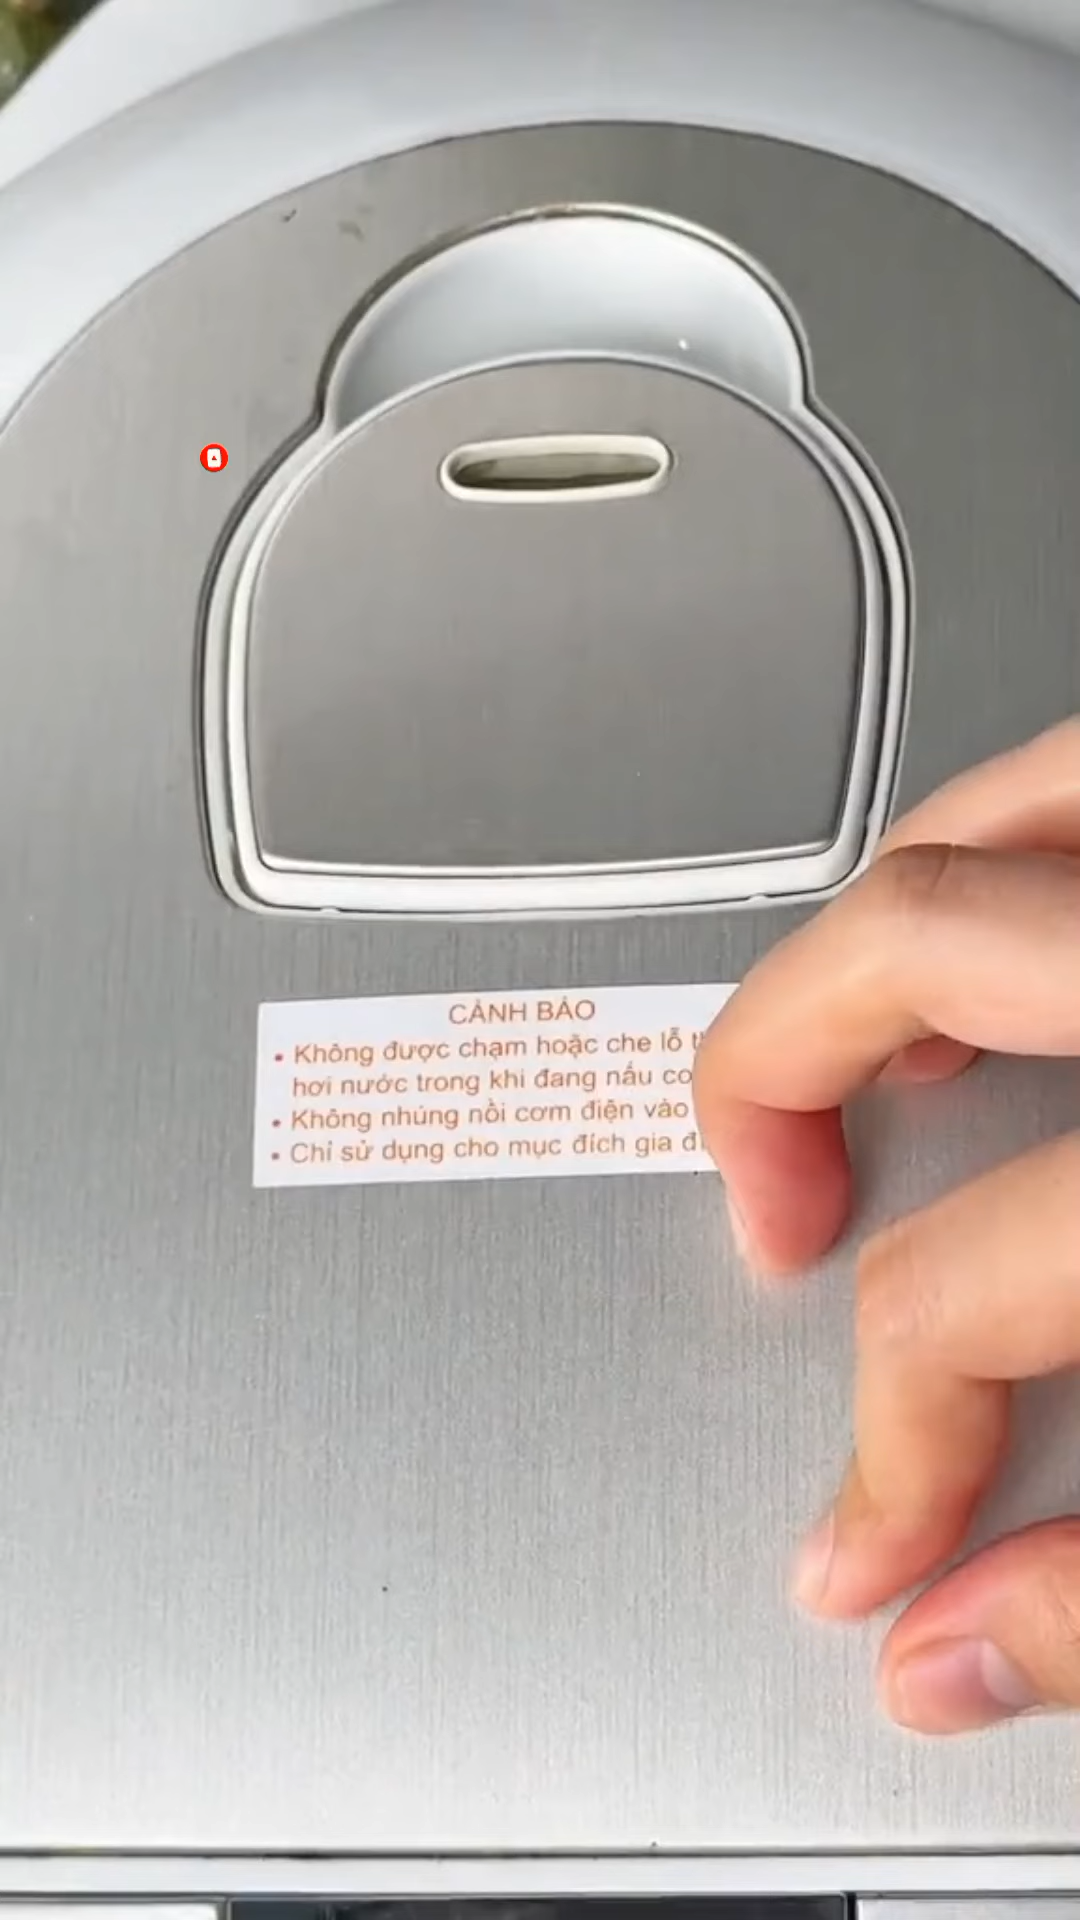 CẢNH BÁO
• Không được chạm hoặc che lỗ
hơi nước trong khi đang nấu
• Không nhúng nồi cơm điện vào
• Chỉ sử dụng cho mục đích gia